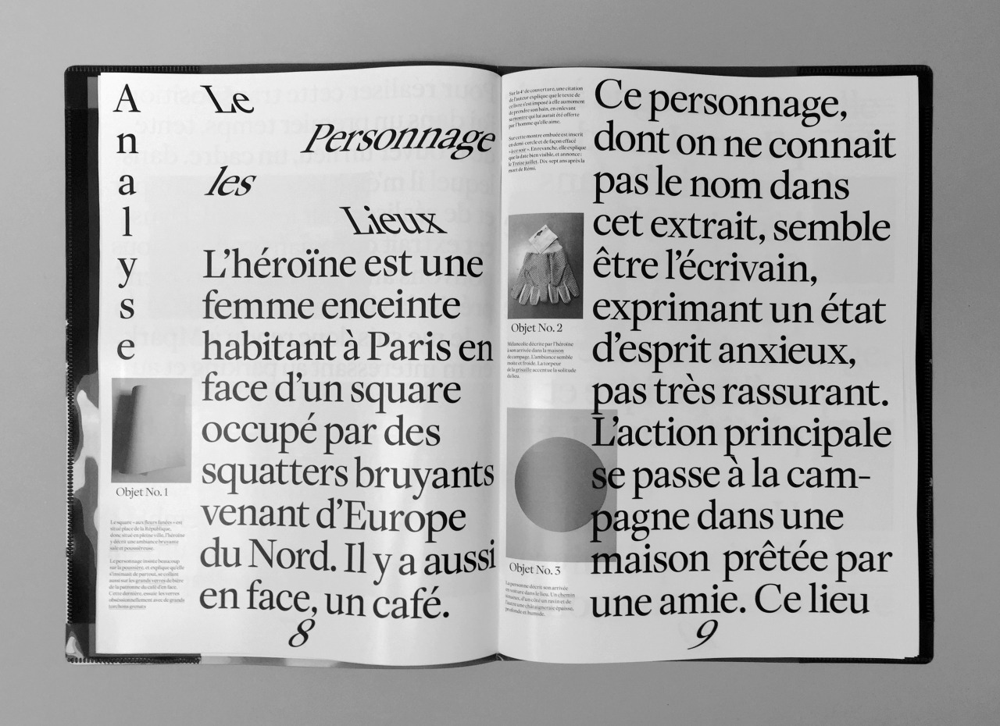 Analyse
Le
Personnage
les
Lieux
L’héroïne est une
femme enceinte
habitant à Paris en
face d’un square
occupé par des
squatters bruyants
venant d’Europe
du Nord. Il y a aussi
en face, un café.
Objet No. 1
Le square « aux fleurs fanées » est
situé place de la République,
donc situé en pleine ville, l’héroïne
y décrit une ambiance bruyante
sale et poussiéreuse.
Le personnage insiste beaucoup
sur la poussière, et explique qu’elle
s’insinuait de partout, se collant
aussi sur les grands verres de bière
de la patronne du café d’en face.
Cette dernière, essuie les verres
obsessionnellement avec de grands
torchons grenats
8
Sur la 4e de couverture, une citation
de l’auteur explique que le texte de
ce livre s’est imposé à elle au moment
de prendre son bain, en enlevant
sa montre qui lui aurait été offerte
par l’homme qu’elle aime.
Sur cette montre embuée est inscrit
en demi-cercle et de façon effacé
« ce soir ». En revanche, elle explique
que la date bien visible, et annonce :
le Treize juillet. Dix-sept ans après la
mort de Rémi.
Objet No. 2
Mélancolie décrite par l’héroïne
à son arrivée dans la maison
de campagne. L’ambiance semble
moite et froide. La torpeur
de la grisaille accentue la solitude
du lieu.
Objet No. 3
La personne décrit son arrivée
en voiture dans le lieu. Un chemin
sinueux, d’un côté un ravin et de
l’autre une châtaigneraie épaisse,
profonde et humide.
Ce personnage,
dont on ne connait
pas le nom dans
cet extrait, semble
être l’écrivain,
exprimant un état
d’esprit anxieux,
pas très rassurant.
L’action principale
se passe à la cam-
pagne dans une
maison prêtée par
une amie. Ce lieu
9